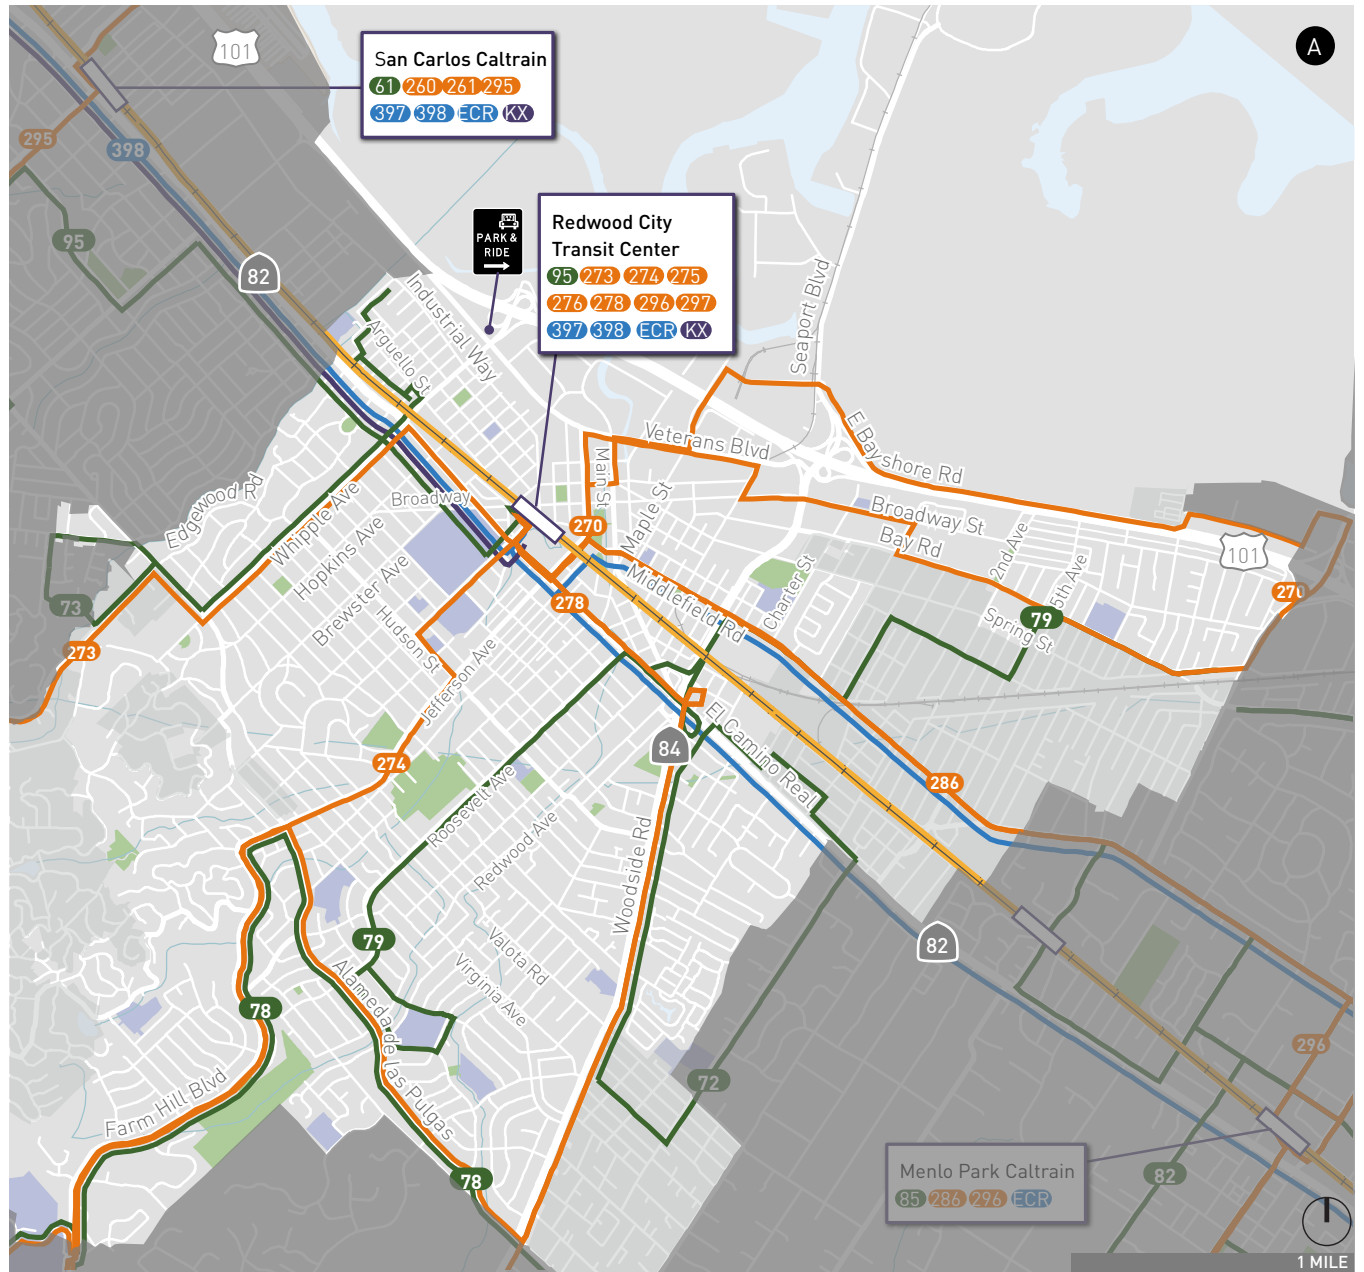 101
A
San Carlos Caltrain
61 260 261 295
397 398 ECR KX
295
398
95
82
PARK &
RIDE
Redwood City
Transit Center
95 273 274 275
276 278 296 297
397 398 ECR KX
Seaport Blvd
Industrial Way
Arguello St
E Bayshore Rd
Veterans Blvd
Main St
Maple St
Broadway
Broadway St
Bay Rd
101
Edgewood Rd
Whipple Ave
Hopkins Ave
Brewster Ave
Hudson St
Jefferson Ave
270
278
Middlefield Rd
Charter St
2nd Ave
5th Ave
Spring St
79
270
73
273
274
84
El Camino Real
286
Roosevelt Ave
Redwood Ave
Woodside Rd
79
Valota Rd
Virginia Ave
82
78
Alameda de las Pulgas
Farm Hill Blvd
72
296
78
82
Menlo Park Caltrain
85 286 296 ECR
1 MILE